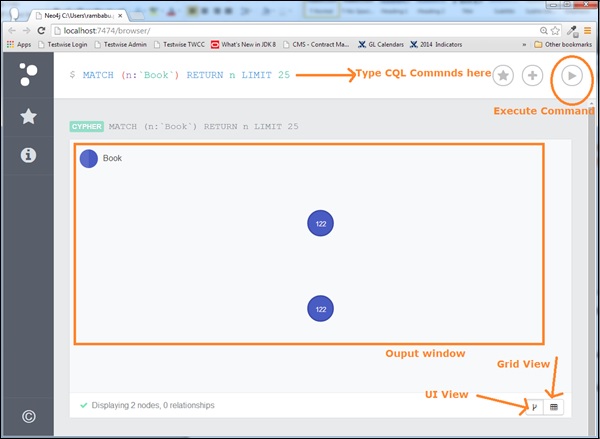 Neo4j C:\Users\rambabu.
localhost:7474/browser/
Apps Testwise Testwise Admin Testwise TWCC What's New in JDK 8 CMS - Contract Ma... GL Calendars 2014 Indicators » Other bookmarks
$ MATCH (n:`Book`) RETURN n LIMIT 25 Type CQL Commnds here
Execute Command
CYPHER MATCH (n:`Book`) RETURN n LIMIT 25
Book
122
122
Ouput window
Grid View
UI View
Displaying 2 nodes, 0 relationships
©